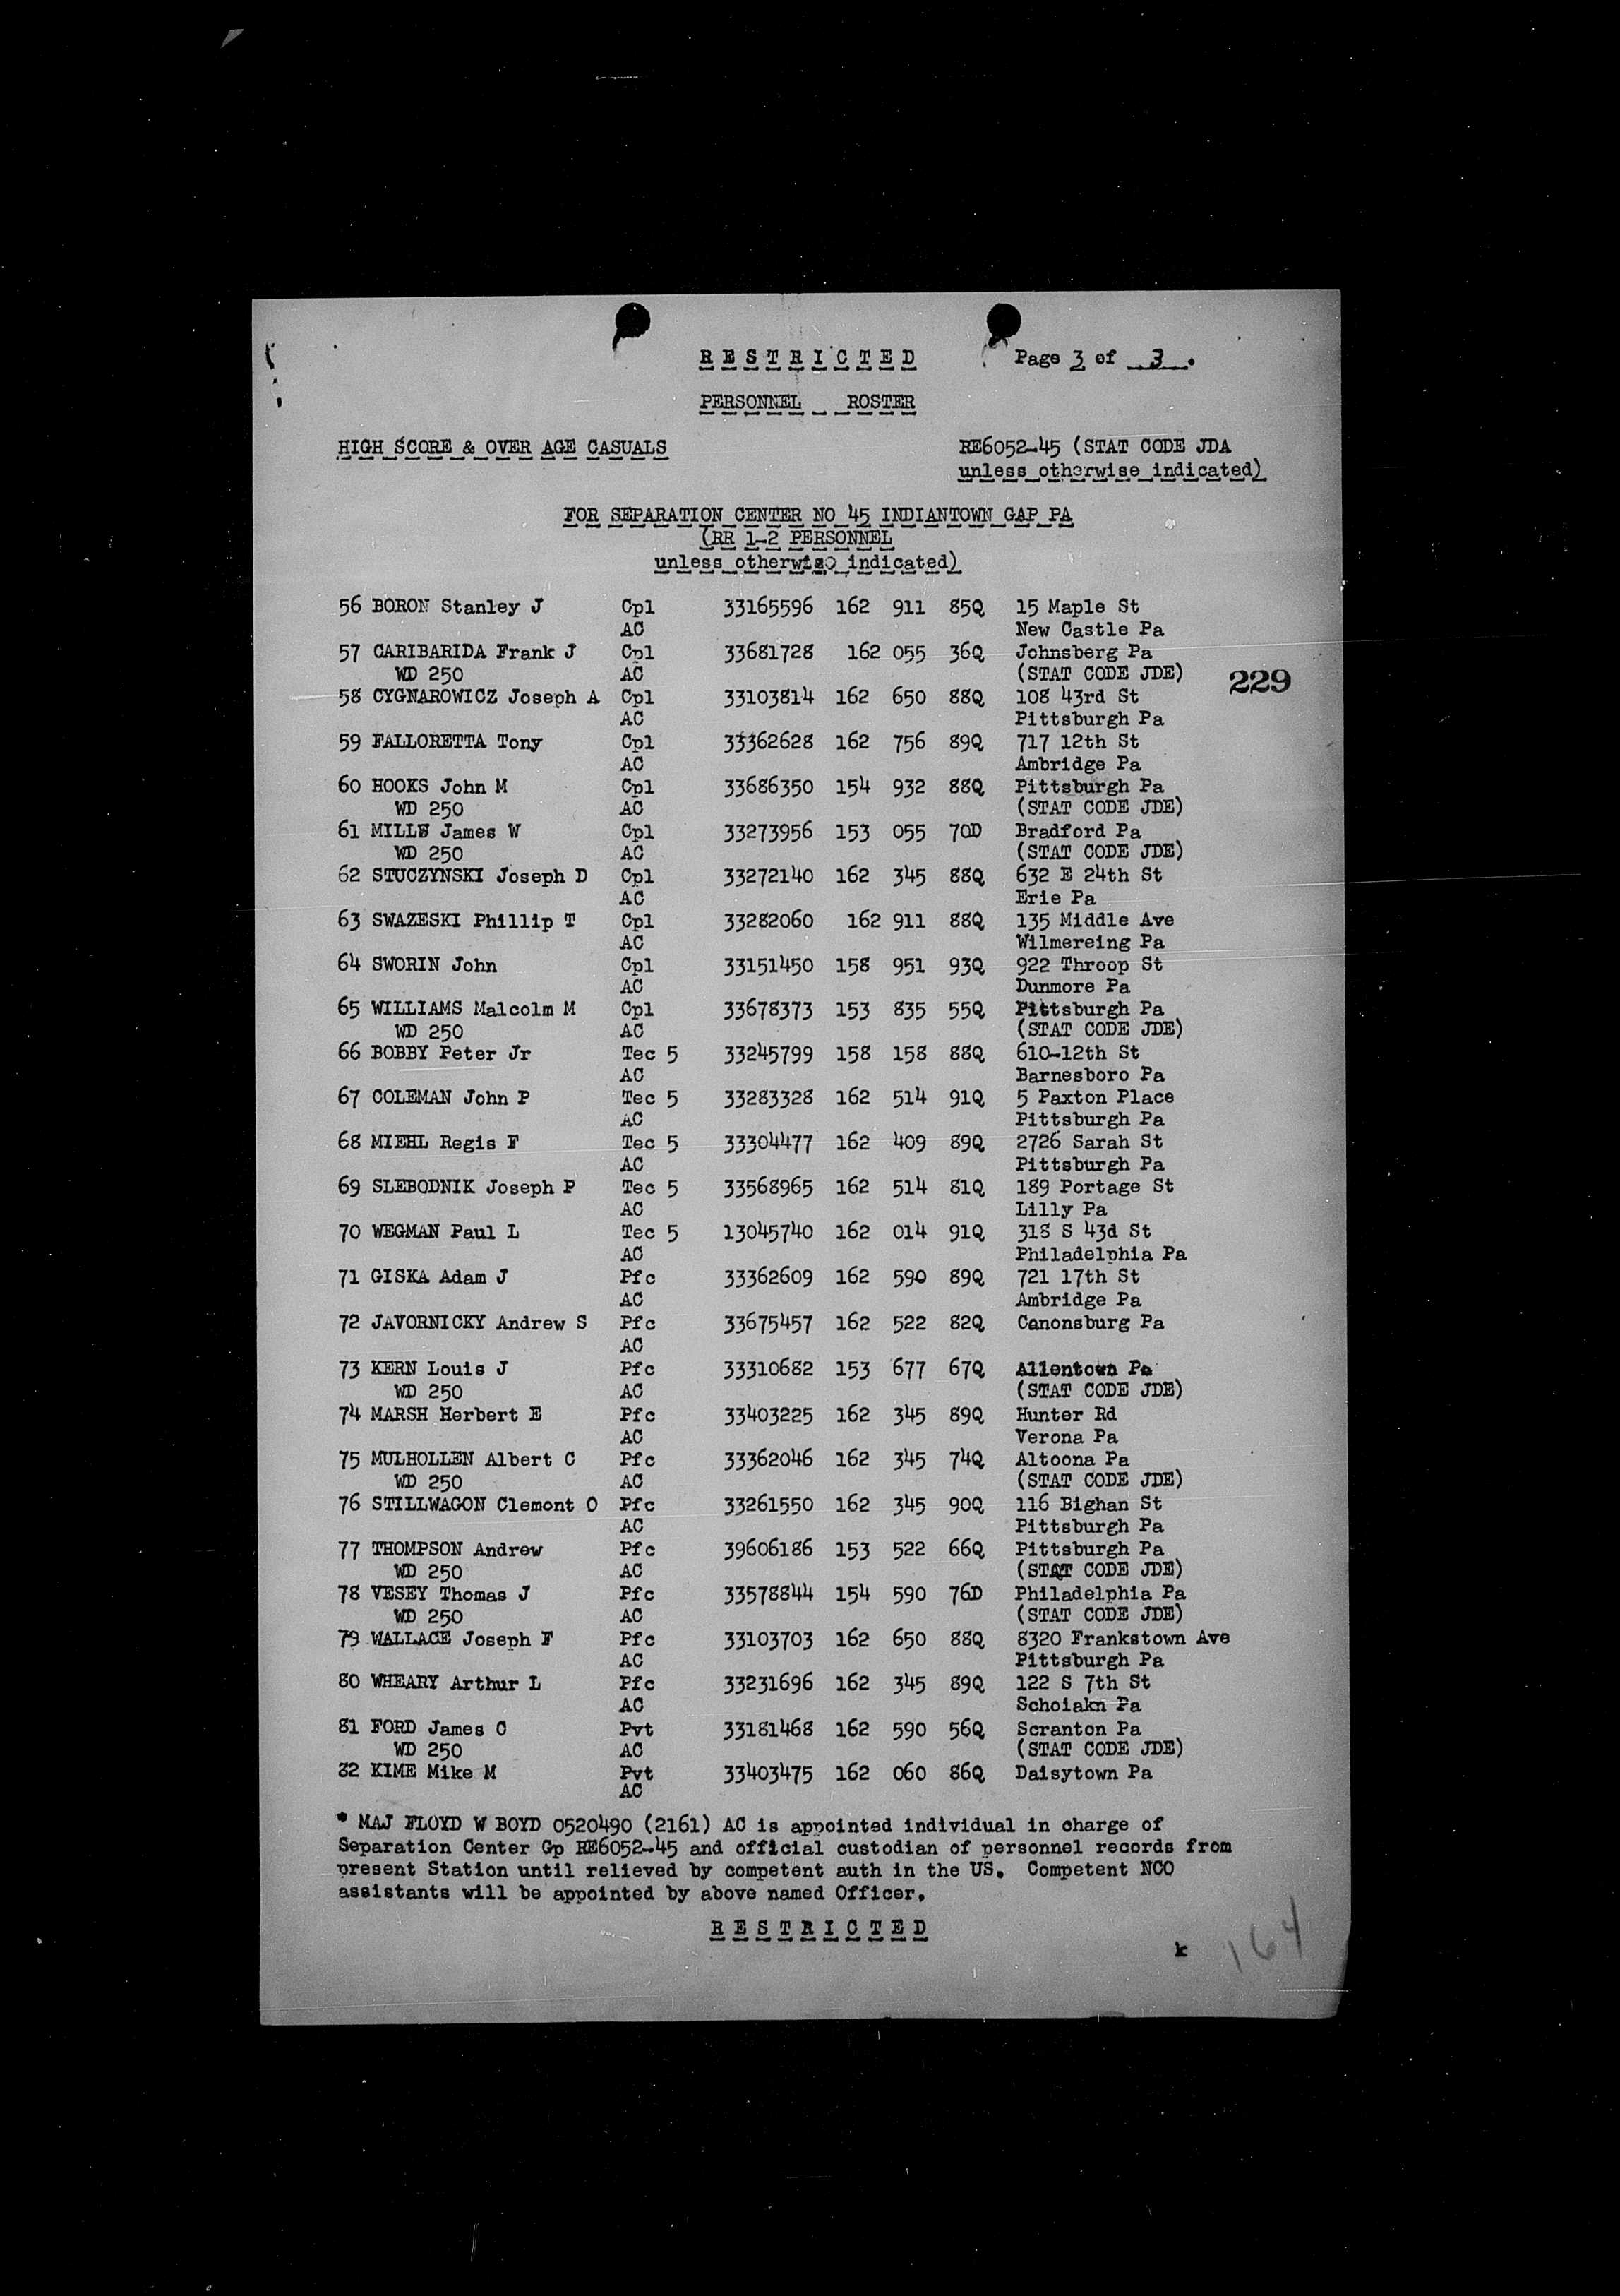 RESTRICTED Page 3 of 3.
PERSONNEL ROSTER
HIGH SCORE & OVER AGE CASUALS RE6052-45 (STAT CODE JDA
unless otherwise indicated)
FOR SEPARATION CENTER NO 45 INDIANTOWN GAP PA
(RR 1-2 PERSONNEL
unless otherwise indicated)
56 BORON Stanley J Cpl 33165596 162 911 85Q 15 Maple St
AC New Castle Pa
57 CARIBARIDA Frank J Cpl 33681728 162 055 36Q Johnsberg Pa
WD 250 AC (STAT CODE JDE)
229
58 CYGNAROWICZ Joseph A Cpl 33103814 162 650 88Q 108 43rd St
AC Pittsburgh Pa
59 FALLORETTA Tony Cpl 33362628 162 756 89Q 717 12th St
AC Ambridge Pa
60 HOOKS John M Cpl 33686350 154 932 88Q Pittsburgh Pa
WD 250 AC (STAT CODE JDE)
61 MILLS James W Cpl 33273956 153 055 70D Bradford Pa
WD 250 AC (STAT CODE JDE)
62 STUCZYNSKI Joseph D Cpl 33272140 162 345 88Q 632 E 24th St
AC Erie Pa
63 SWAZESKI Phillip T Cpl 33282060 162 911 88Q 135 Middle Ave
AC Wilmereing Pa
64 SWORIN John Cpl 33151450 158 951 93Q 922 Throop St
AC Dunmore Pa
65 WILLIAMS Malcolm M Cpl 33678373 153 835 55Q Pittsburgh Pa
WD 250 AC (STAT CODE JDE)
66 BOBBY Peter Jr Tec 5 33245799 158 158 88Q 610-12th St
AC Barnesboro Pa
67 COLEMAN John P Tec 5 33283328 162 514 91Q 5 Paxton Place
AC Pittsburgh Pa
68 MIEHL Regis F Tec 5 33304477 162 409 89Q 2726 Sarah St
AC Pittsburgh Pa
69 SLEBODNIK Joseph P Tec 5 33568965 162 514 81Q 189 Portage St
AC Lilly Pa
70 WEGMAN Paul L Tec 5 13045740 162 014 91Q 318 S 43d St
AC Philadelphia Pa
71 GISKA Adam J Pfc 33362609 162 590 89Q 721 17th St
AC Ambridge Pa
72 JAVORNICKY Andrew S Pfc 33675457 162 522 82Q Canonsburg Pa
AC
73 KERN Louis J Pfc 33310682 153 677 67Q Allentown Pa
WD 250 AC (STAT CODE JDE)
74 MARSH Herbert E Pfc 33403225 162 345 89Q Hunter Rd
AC Verona Pa
75 MULHOLLEN Albert C Pfc 33362046 162 345 74Q Altoona Pa
WD 250 AC (STAT CODE JDE)
76 STILLWAGON Clemont O Pfc 33261550 162 345 90Q 116 Bighan St
AC Pittsburgh Pa
77 THOMPSON Andrew Pfc 39606186 153 522 66Q Pittsburgh Pa
WD 250 AC (STAT CODE JDE)
78 VESEY Thomas J Pfc 33578844 154 590 76D Philadelphia Pa
WD 250 AC (STAT CODE JDE)
79 WALLACE Joseph F Pfc 33103703 162 650 88Q 8320 Frankstown Ave
AC Pittsburgh Pa
80 WHEARY Arthur L Pfc 33231696 162 345 89Q 122 S 7th St
AC Schoiakn Pa
81 FORD James C Pvt 33181468 162 590 56Q Scranton Pa
WD 250 AC (STAT CODE JDE)
82 KIME Mike M Pvt 33403475 162 060 86Q Daisytown Pa
AC
* MAJ FLOYD W BOYD 0520490 (2161) AC is appointed individual in charge of
Separation Center Gp RE6052-45 and official custodian of personnel records from
present Station until relieved by competent auth in the US. Competent NCO
assistants will be appointed by above named Officer.
RESTRICTED
k 164